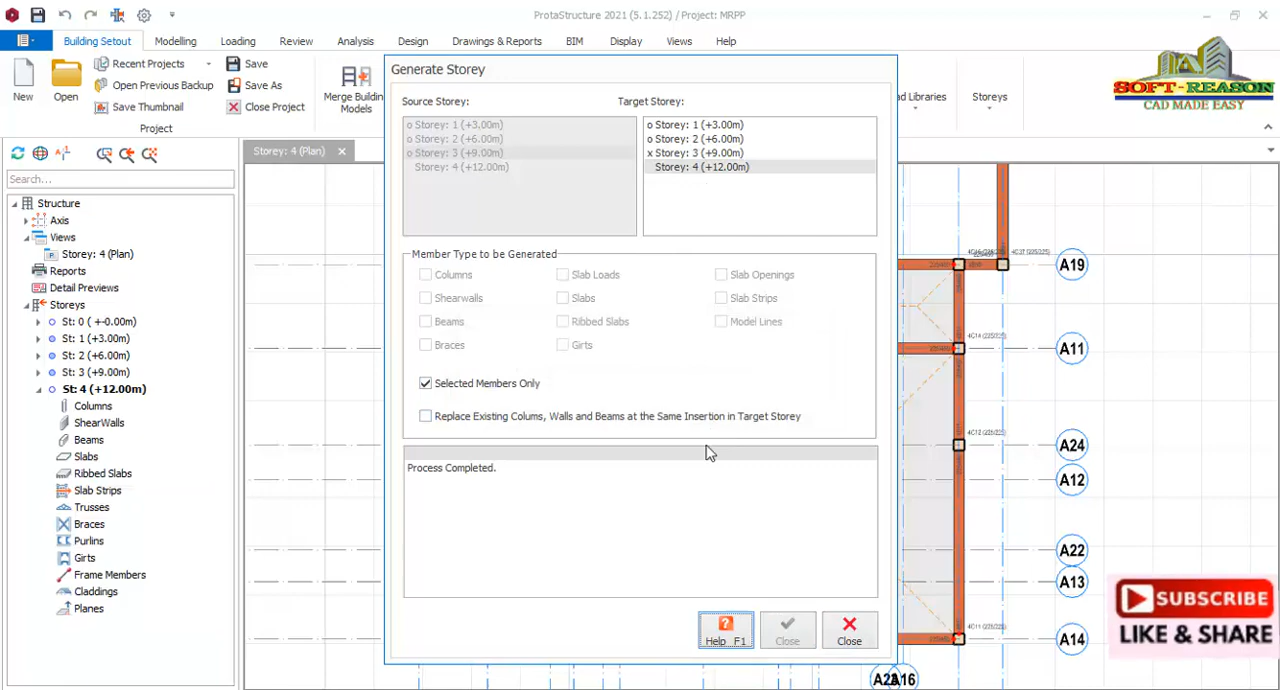 ProtaStructure 2021 (5.1.252) / Project: MRPP
Building Setout Modelling Loading Review Analysis Design Drawings & Reports BIM Display Views Help
New
Open
Recent Projects
Open Previous Backup
Save Thumbnail
Save
Save As
Close Project
Project
Merge Building
Models
d Libraries
Storeys
SOFT-REASON
CAD MADE EASY
Storey: 4 (Plan)
Search...
Structure
Axis
Views
Storey: 4 (Plan)
Reports
Detail Previews
Storeys
St: 0 ( +-0.00m)
St: 1 (+3.00m)
St: 2 (+6.00m)
St: 3 (+9.00m)
St: 4 (+12.00m)
Columns
ShearWalls
Beams
Slabs
Ribbed Slabs
Slab Strips
Trusses
Braces
Purlins
Girts
Frame Members
Claddings
Planes
Generate Storey
Source Storey:
o Storey: 1 (+3.00m)
o Storey: 2 (+6.00m)
o Storey: 3 (+9.00m)
Storey: 4 (+12.00m)
Target Storey:
o Storey: 1 (+3.00m)
o Storey: 2 (+6.00m)
x Storey: 3 (+9.00m)
Storey: 4 (+12.00m)
Member Type to be Generated
Columns Slab Loads Slab Openings
Shearwalls Slabs Slab Strips
Beams Ribbed Slabs Model Lines
Braces Girts
Selected Members Only
Replace Existing Colums, Walls and Beams at the Same Insertion in Target Storey
Process Completed.
Help F1
Close
Close
A19
A11
A24
A12
A22
A13
A14
A16
SUBSCRIBE
LIKE & SHARE